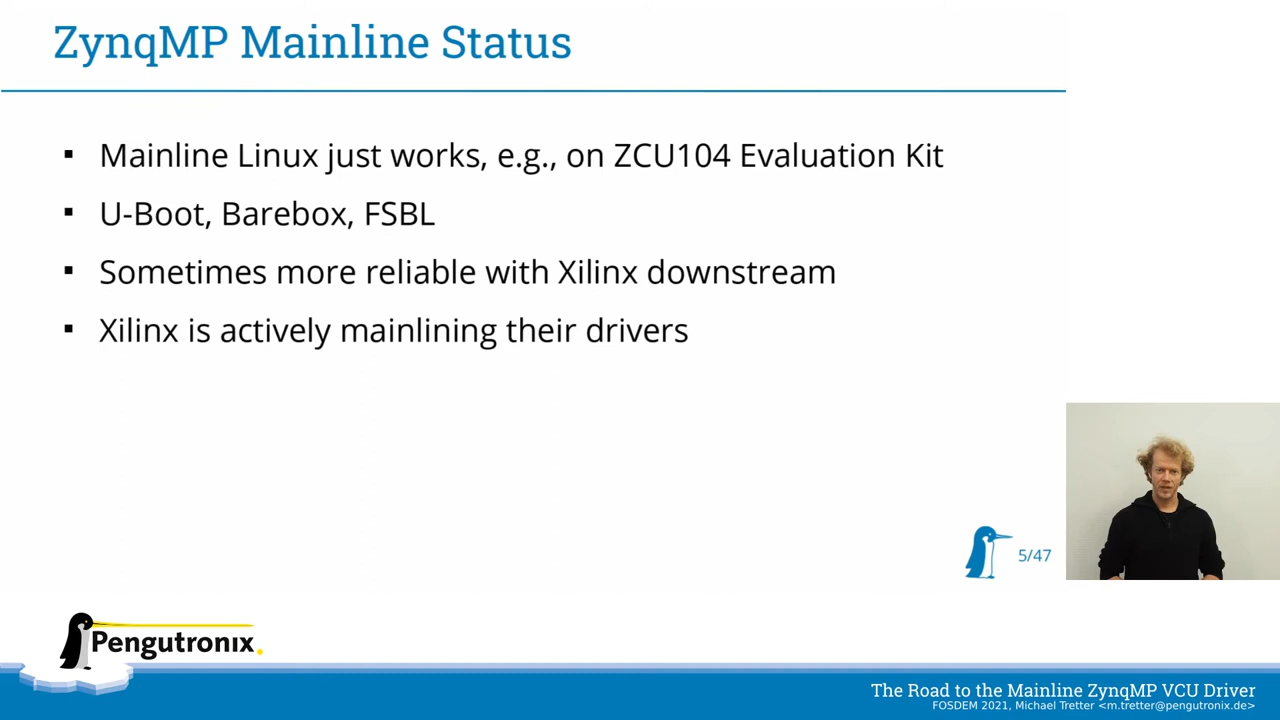 ZynqMP Mainline Status
▪ Mainline Linux just works, e.g., on ZCU104 Evaluation Kit
▪ U-Boot, Barebox, FSBL
▪ Sometimes more reliable with Xilinx downstream
▪ Xilinx is actively mainlining their drivers
5/47
Pengutronix.
The Road to the Mainline ZynqMP VCU Driver
FOSDEM 2021, Michael Tretter <m.tretter@pengutronix.de>